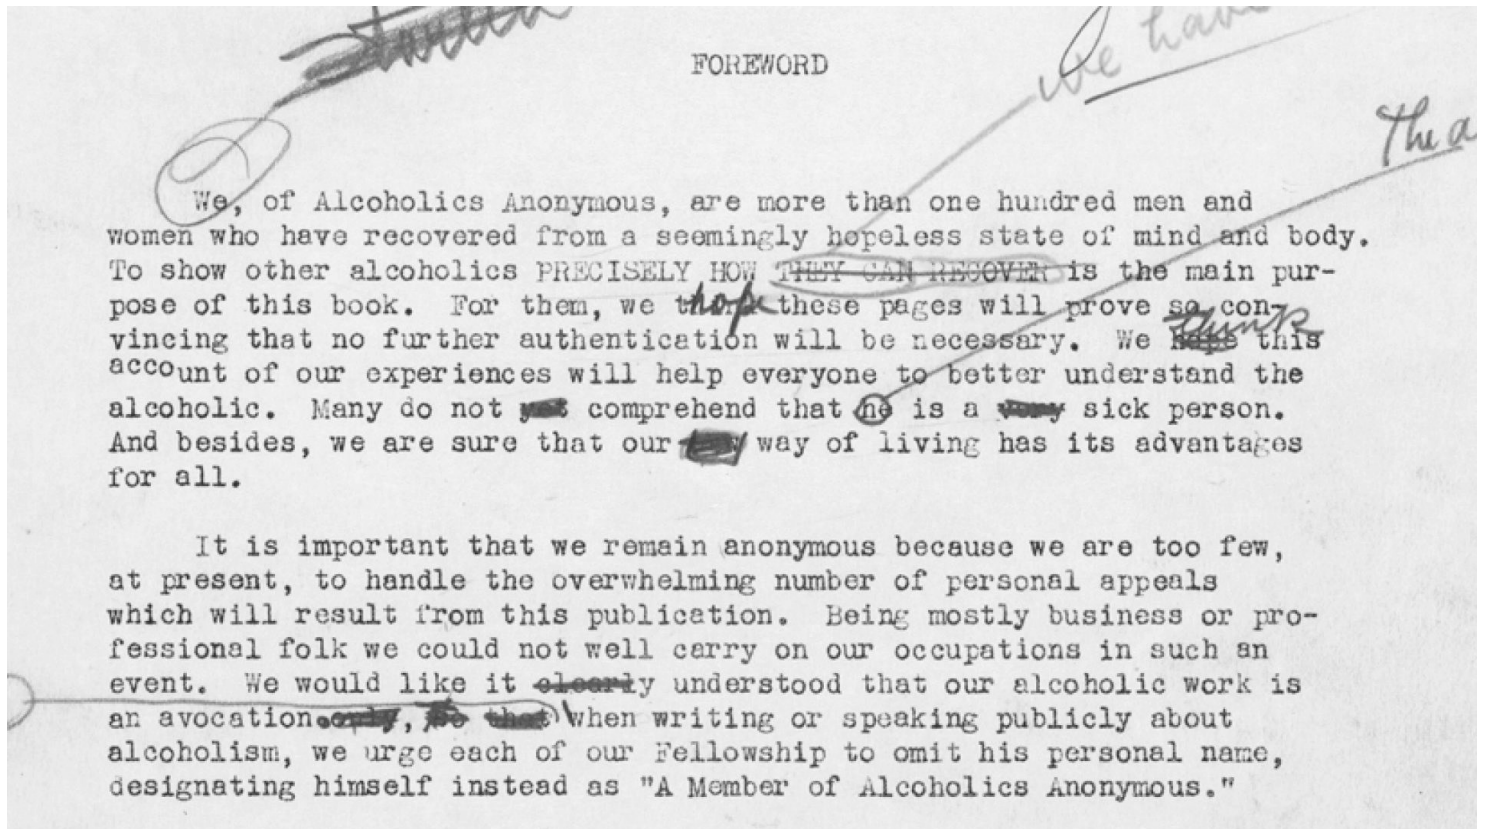 FOREWORD
We have
The a
We, of Alcoholics Anonymous, are more than one hundred men and
women who have recovered from a seemingly hopeless state of mind and body.
To show other alcoholics PRECISELY HOW THEY CAN RECOVER is the main pur-
pose of this book. For them, we hope these pages will prove so con-
think
vincing that no further authentication will be necessary. We hope this
account of our experiences will help everyone to better understand the
alcoholic. Many do not yet comprehend that he is a very sick person.
And besides, we are sure that our way of living has its advantages
for all.
It is important that we remain anonymous because we are too few,
at present, to handle the overwhelming number of personal appeals
which will result from this publication. Being mostly business or pro-
fessional folk we could not well carry on our occupations in such an
event. We would like it clearly understood that our alcoholic work is
an avocation only, so that when writing or speaking publicly about
alcoholism, we urge each of our Fellowship to omit his personal name,
designating himself instead as "A Member of Alcoholics Anonymous."